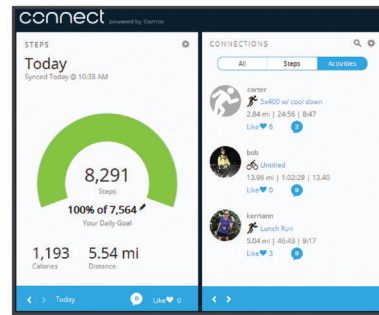 connect powered by Garmin
STEPS
Today
Synced Today @ 10:38 AM
8,291
Steps
100% of 7,564
Your Daily Goal
1,193
Calories
5.54 mi
Distance
Today
0
Like 0
CONNECTIONS
All
Steps
Activities
carter
5x400 w/ cool down
2.84 mi | 24:56 | 8:47
Like 6
2
bob
Untitled
13.96 mi | 1:02:29 | 13.40
Like 0
0
kerriann
Lunch Run
5.04 mi | 46:43 | 9:17
Like 3
0